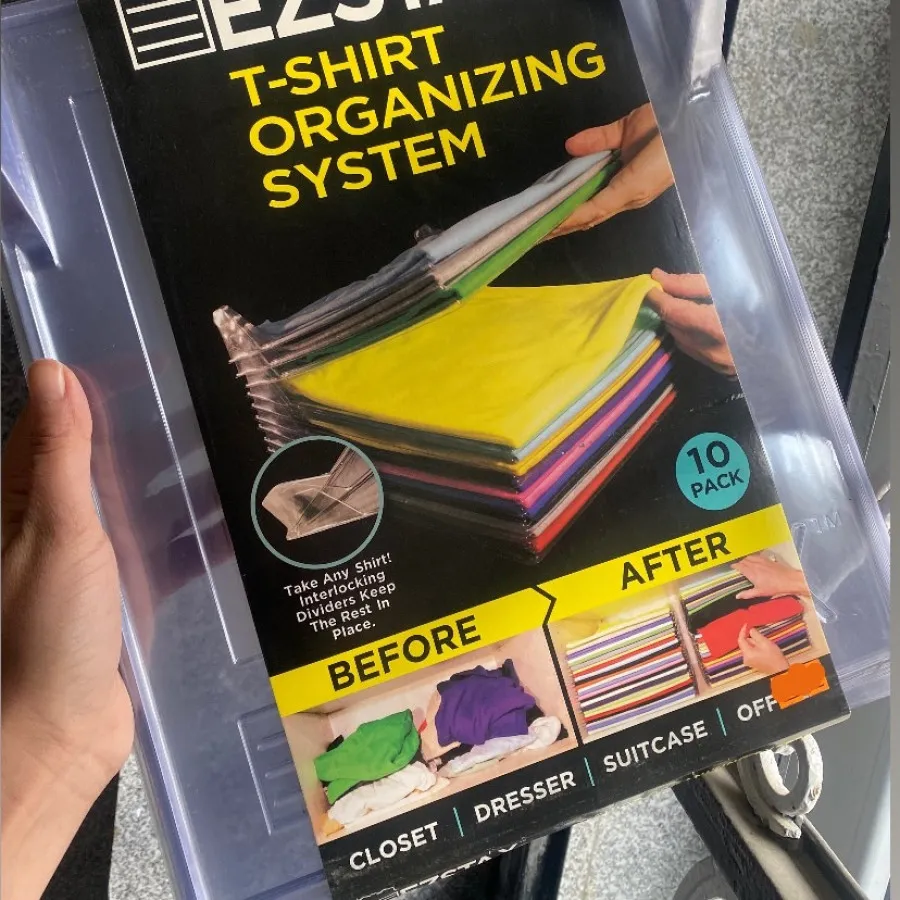 T-SHIRT
ORGANIZING
SYSTEM
10
PACK
Take Any Shirt!
Interlocking
Dividers Keep
The Rest In
Place.
BEFORE
AFTER
CLOSET | DRESSER | SUITCASE |